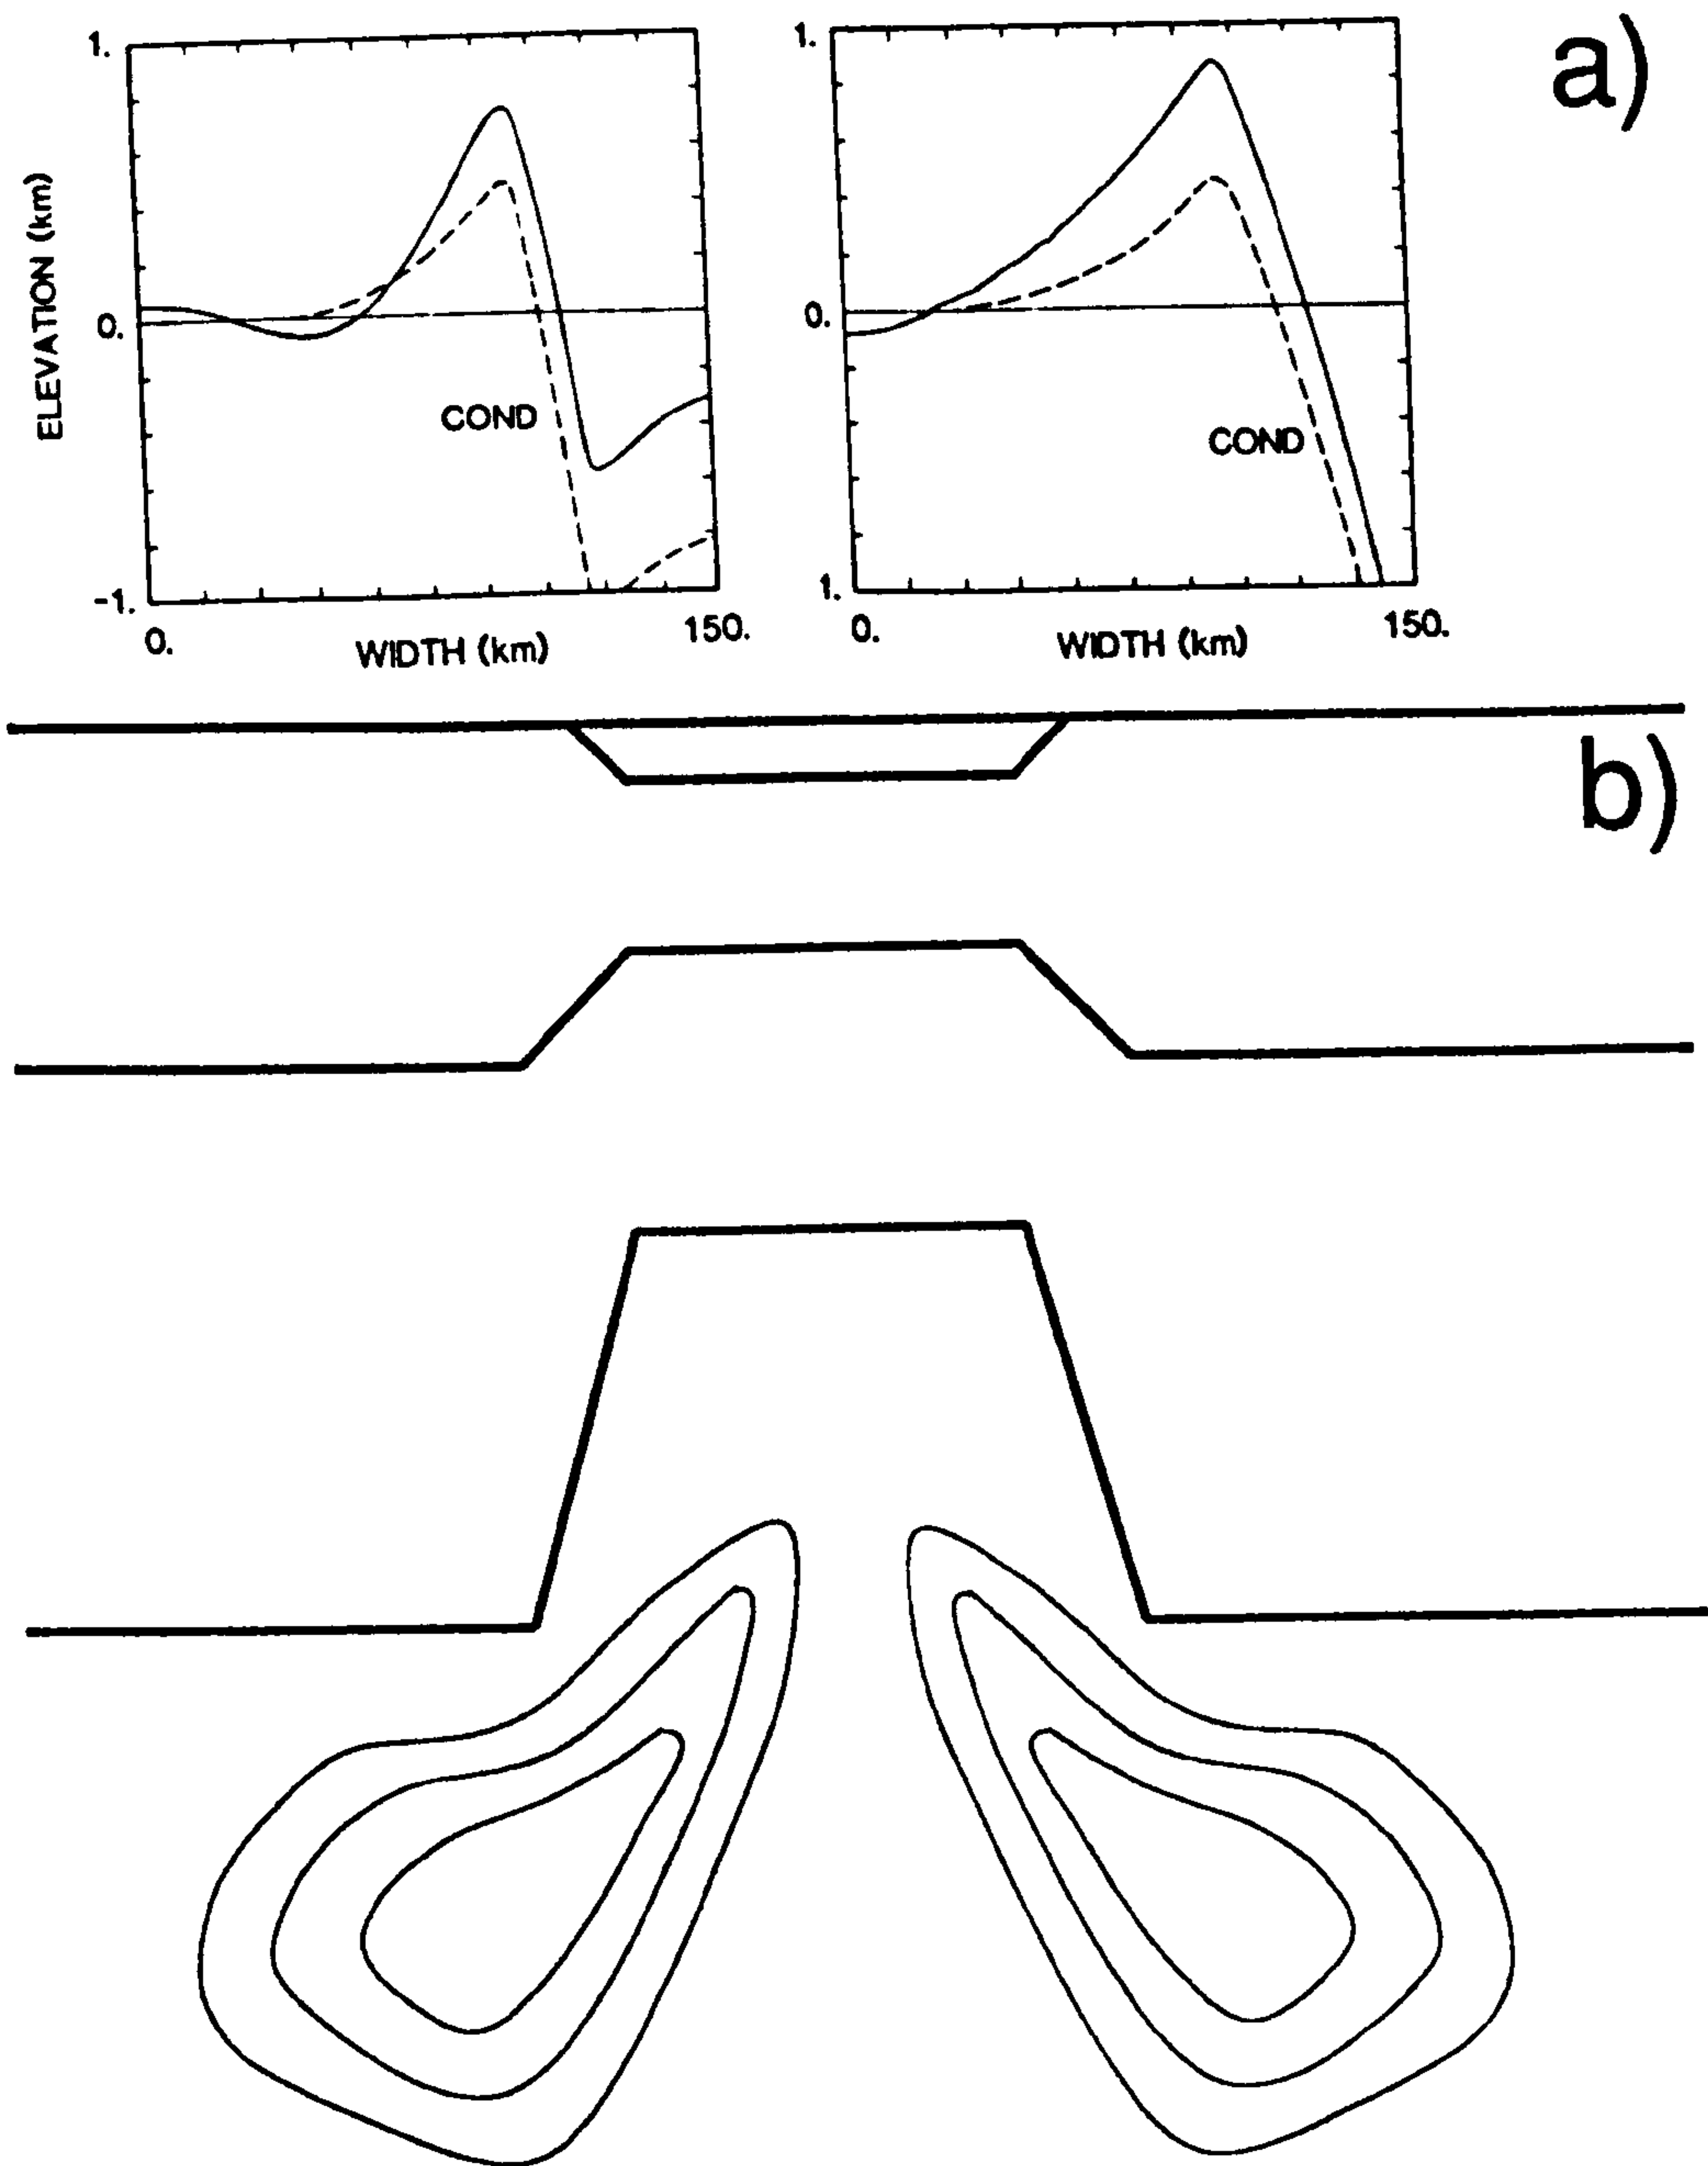 a)
1.
ELEVATION (km)
0.
COND
-1.
0.
WIDTH (km)
150.
1.
0.
COND
1.
0.
WIDTH (km)
150.
b)